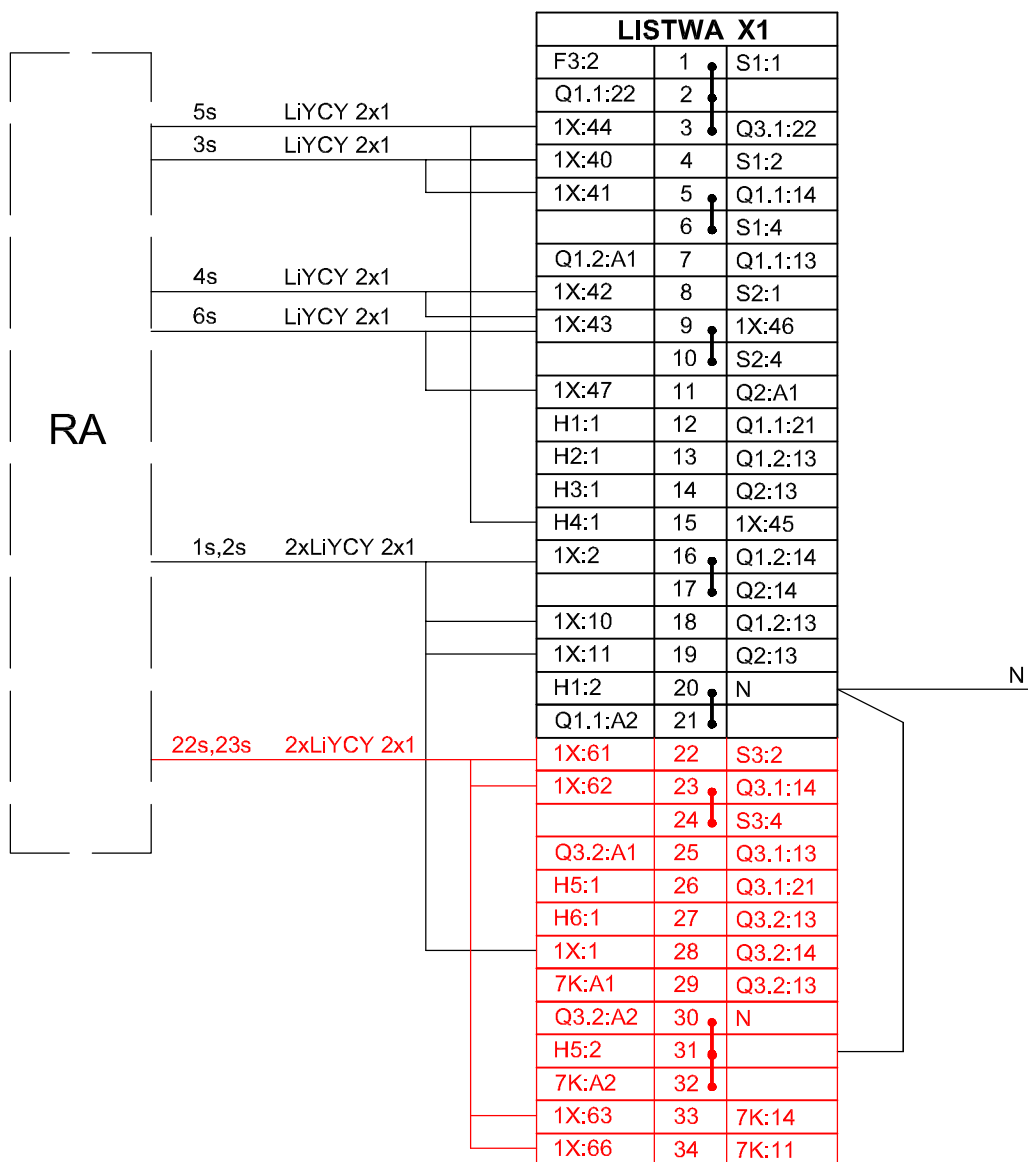 LISTWA X1
F3:2 1 S1:1
Q1.1:22 2
5s LiYCY 2x1
1X:44 3 Q3.1:22
3s LiYCY 2x1
1X:40 4 S1:2
1X:41 5 Q1.1:14
6 S1:4
Q1.2:A1 7 Q1.1:13
4s LiYCY 2x1
1X:42 8 S2:1
6s LiYCY 2x1
1X:43 9 1X:46
10 S2:4
1X:47 11 Q2:A1
RA
H1:1 12 Q1.1:21
H2:1 13 Q1.2:13
H3:1 14 Q2:13
H4:1 15 1X:45
1s,2s 2xLiYCY 2x1
1X:2 16 Q1.2:14
17 Q2:14
1X:10 18 Q1.2:13
1X:11 19 Q2:13
H1:2 20 N
N
Q1.1:A2 21
22s,23s 2xLiYCY 2x1
1X:61 22 S3:2
1X:62 23 Q3.1:14
24 S3:4
Q3.2:A1 25 Q3.1:13
H5:1 26 Q3.1:21
H6:1 27 Q3.2:13
1X:1 28 Q3.2:14
7K:A1 29 Q3.2:13
Q3.2:A2 30 N
H5:2 31
7K:A2 32
1X:63 33 7K:14
1X:66 34 7K:11